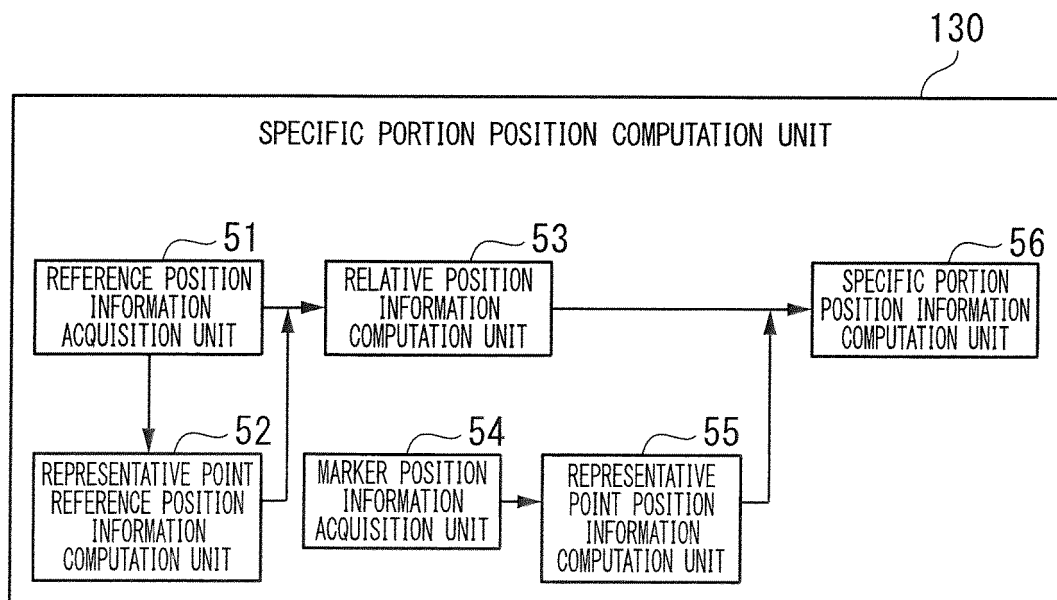 130
SPECIFIC PORTION POSITION COMPUTATION UNIT
51
REFERENCE POSITION
INFORMATION
ACQUISITION UNIT
53
RELATIVE POSITION
INFORMATION
COMPUTATION UNIT
56
SPECIFIC PORTION
POSITION INFORMATION
COMPUTATION UNIT
52
REPRESENTATIVE POINT
REFERENCE POSITION
INFORMATION
COMPUTATION UNIT
54
MARKER POSITION
INFORMATION
ACQUISITION UNIT
55
REPRESENTATIVE
POINT POSITION
INFORMATION
COMPUTATION UNIT